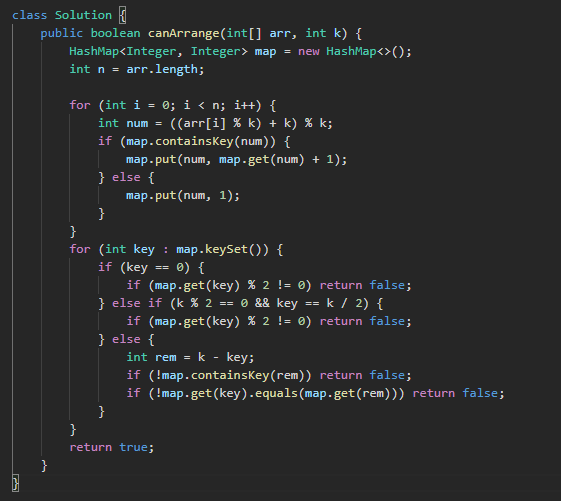 class Solution {
    public boolean canArrange(int[] arr, int k) {
        HashMap<Integer, Integer> map = new HashMap<>();
        int n = arr.length;

        for (int i = 0; i < n; i++) {
            int num = ((arr[i] % k) + k) % k;
            if (map.containsKey(num)) {
                map.put(num, map.get(num) + 1);
            } else {
                map.put(num, 1);
            }
        }
        for (int key : map.keySet()) {
            if (key == 0) {
                if (map.get(key) % 2 != 0) return false;
            } else if (k % 2 == 0 && key == k / 2) {
                if (map.get(key) % 2 != 0) return false;
            } else {
                int rem = k - key;
                if (!map.containsKey(rem)) return false;
                if (!map.get(key).equals(map.get(rem))) return false;
            }
        }
        return true;
    }
}